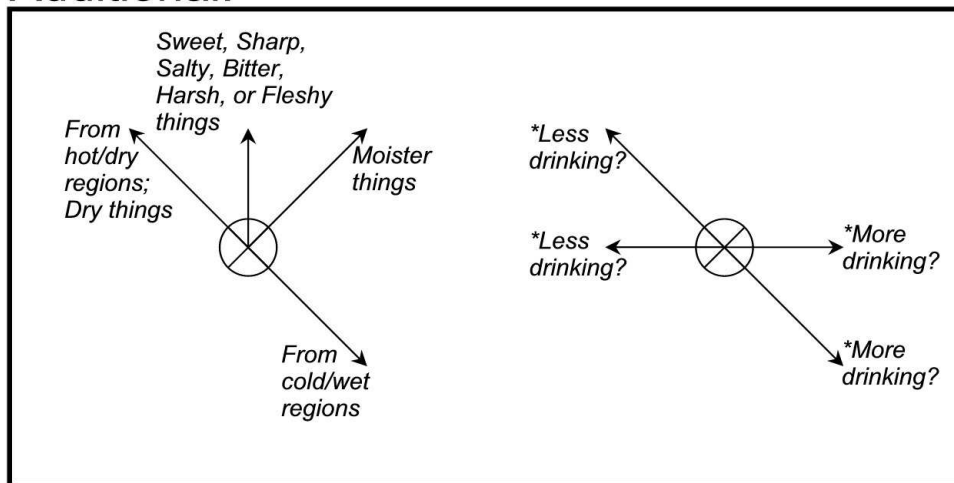 Sweet, Sharp,
Salty, Bitter,
Harsh, or Fleshy
things
From
hot/dry
regions;
Dry things
Moister
things
From
cold/wet
regions
*Less
drinking?
*Less
drinking?
*More
drinking?
*More
drinking?